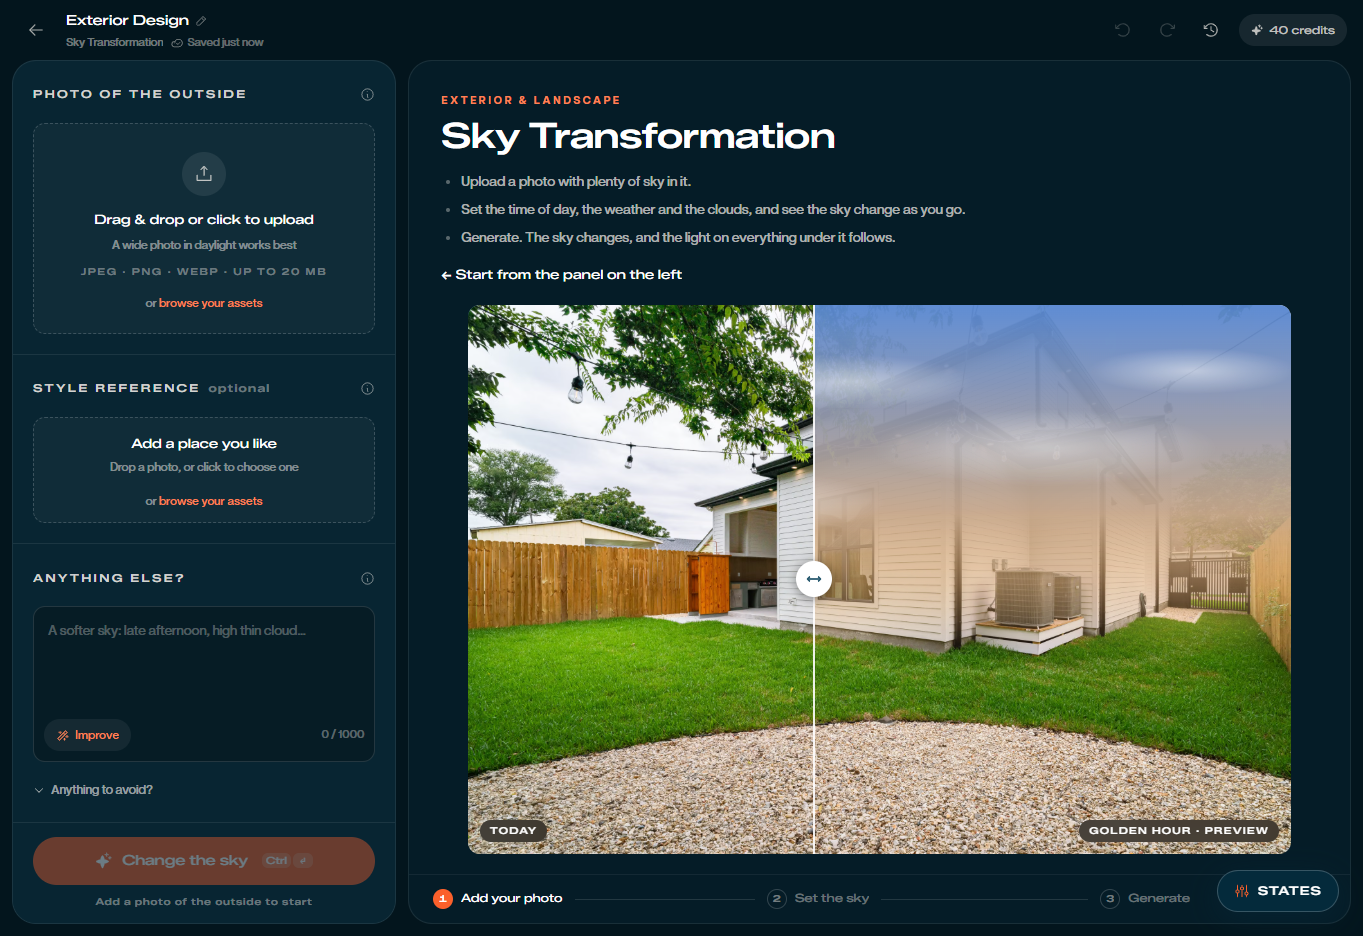 Exterior Design
Sky Transformation Saved just now
40 credits
PHOTO OF THE OUTSIDE
Drag & drop or click to upload
A wide photo in daylight works best
JPEG · PNG · WEBP · UP TO 20 MB
or browse your assets
STYLE REFERENCE optional
Add a place you like
Drop a photo, or click to choose one
or browse your assets
ANYTHING ELSE?
A softer sky: late afternoon, high thin cloud...
Improve
0 / 1000
Anything to avoid?
Change the sky Ctrl ↵
Add a photo of the outside to start
EXTERIOR & LANDSCAPE
Sky Transformation
• Upload a photo with plenty of sky in it.
• Set the time of day, the weather and the clouds, and see the sky change as you go.
• Generate. The sky changes, and the light on everything under it follows.
← Start from the panel on the left
TODAY
GOLDEN HOUR · PREVIEW
1 Add your photo
2 Set the sky
3 Generate
STATES